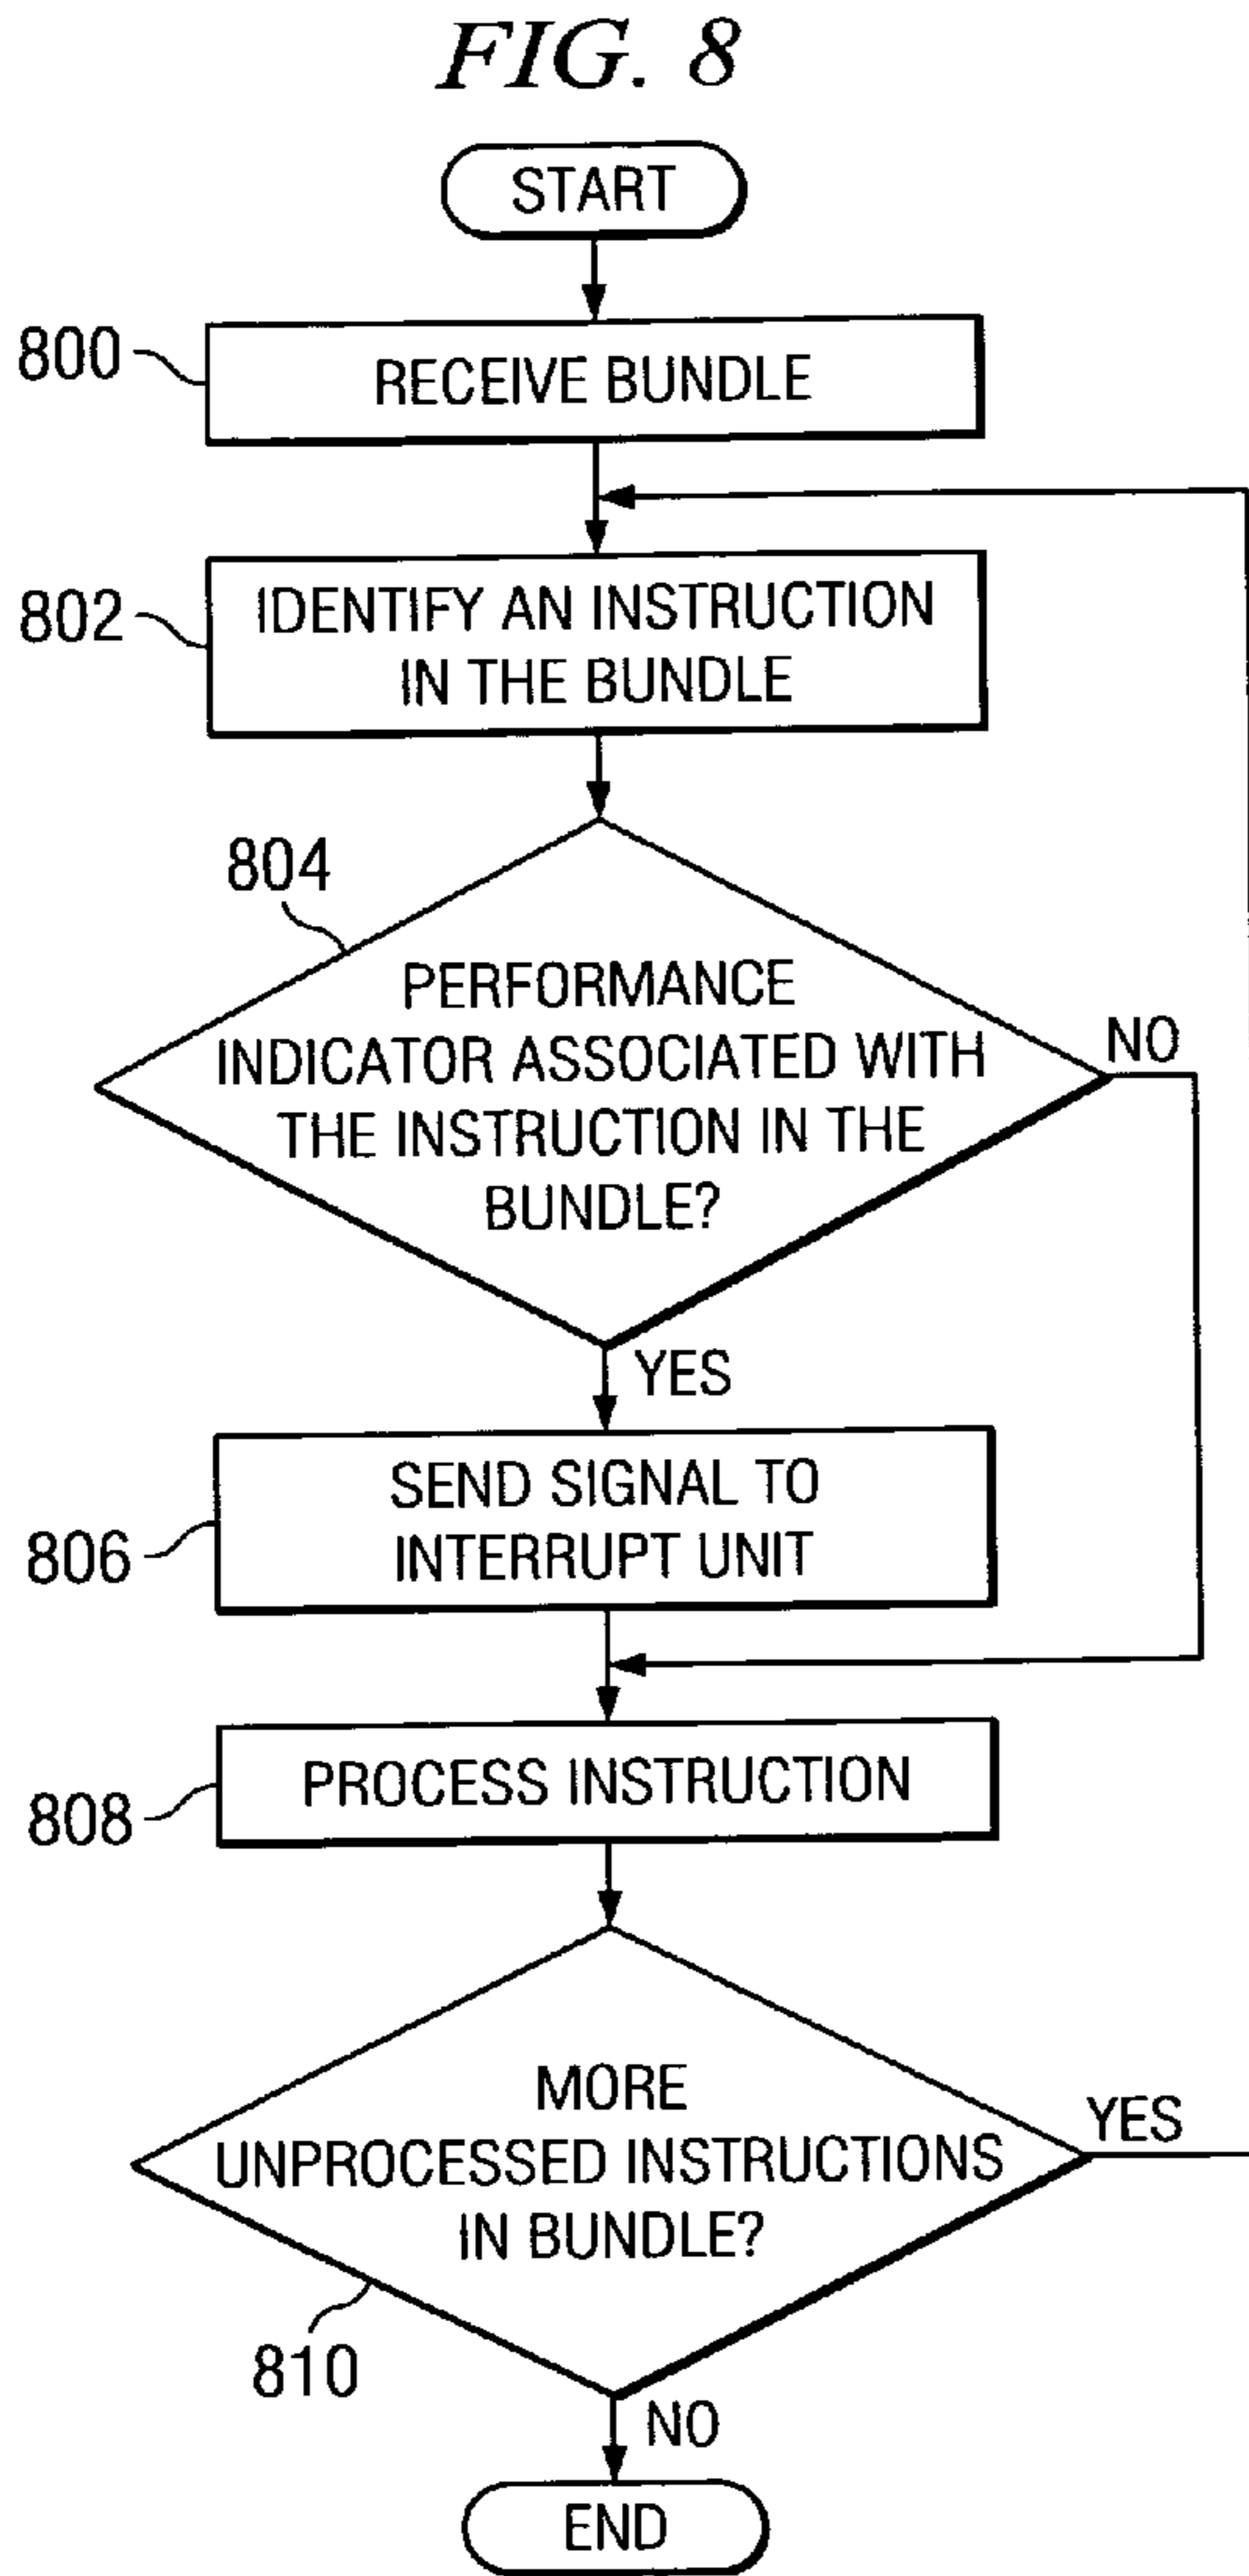 FIG. 8
START
800
RECEIVE BUNDLE
802
IDENTIFY AN INSTRUCTION
IN THE BUNDLE
804
PERFORMANCE
INDICATOR ASSOCIATED WITH
THE INSTRUCTION IN THE
BUNDLE?
NO
YES
806
SEND SIGNAL TO
INTERRUPT UNIT
808
PROCESS INSTRUCTION
MORE
UNPROCESSED INSTRUCTIONS
IN BUNDLE?
YES
810
NO
END